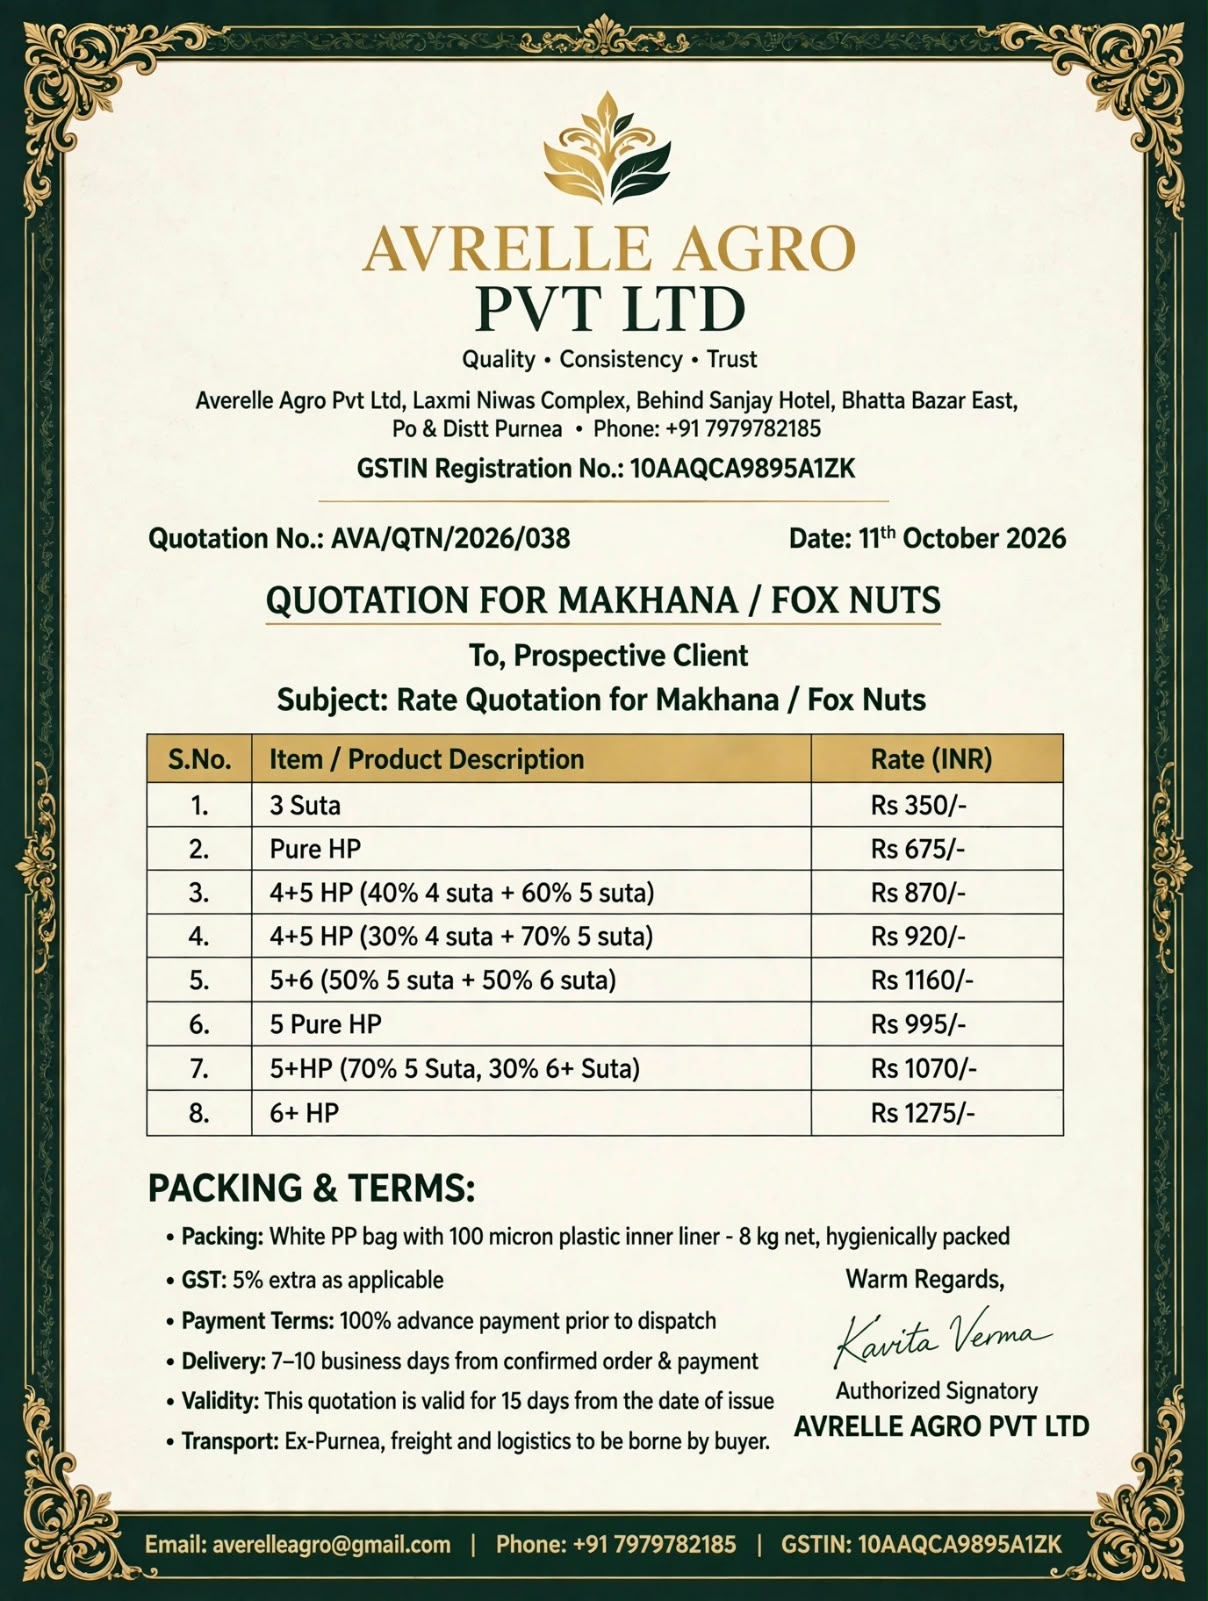 AVRELLE AGRO
PVT LTD
Quality • Consistency • Trust
Averelle Agro Pvt Ltd, Laxmi Niwas Complex, Behind Sanjay Hotel, Bhatta Bazar East,
Po & Distt Purnea • Phone: +91 7979782185
GSTIN Registration No.: 10AAQCA9895A1ZK
Quotation No.: AVA/QTN/2026/038 Date: 11th October 2026
QUOTATION FOR MAKHANA / FOX NUTS
To, Prospective Client
Subject: Rate Quotation for Makhana / Fox Nuts
S.No. Item / Product Description Rate (INR)
1. 3 Suta Rs 350/-
2. Pure HP Rs 675/-
3. 4+5 HP (40% 4 suta + 60% 5 suta) Rs 870/-
4. 4+5 HP (30% 4 suta + 70% 5 suta) Rs 920/-
5. 5+6 (50% 5 suta + 50% 6 suta) Rs 1160/-
6. 5 Pure HP Rs 995/-
7. 5+HP (70% 5 Suta, 30% 6+ Suta) Rs 1070/-
8. 6+ HP Rs 1275/-
PACKING & TERMS:
• Packing: White PP bag with 100 micron plastic inner liner - 8 kg net, hygienically packed
• GST: 5% extra as applicable
• Payment Terms: 100% advance payment prior to dispatch
• Delivery: 7–10 business days from confirmed order & payment
• Validity: This quotation is valid for 15 days from the date of issue
• Transport: Ex-Purnea, freight and logistics to be borne by buyer.
Warm Regards,
Kavita Verma
Authorized Signatory
AVRELLE AGRO PVT LTD
Email: averelleagro@gmail.com | Phone: +91 7979782185 | GSTIN: 10AAQCA9895A1ZK